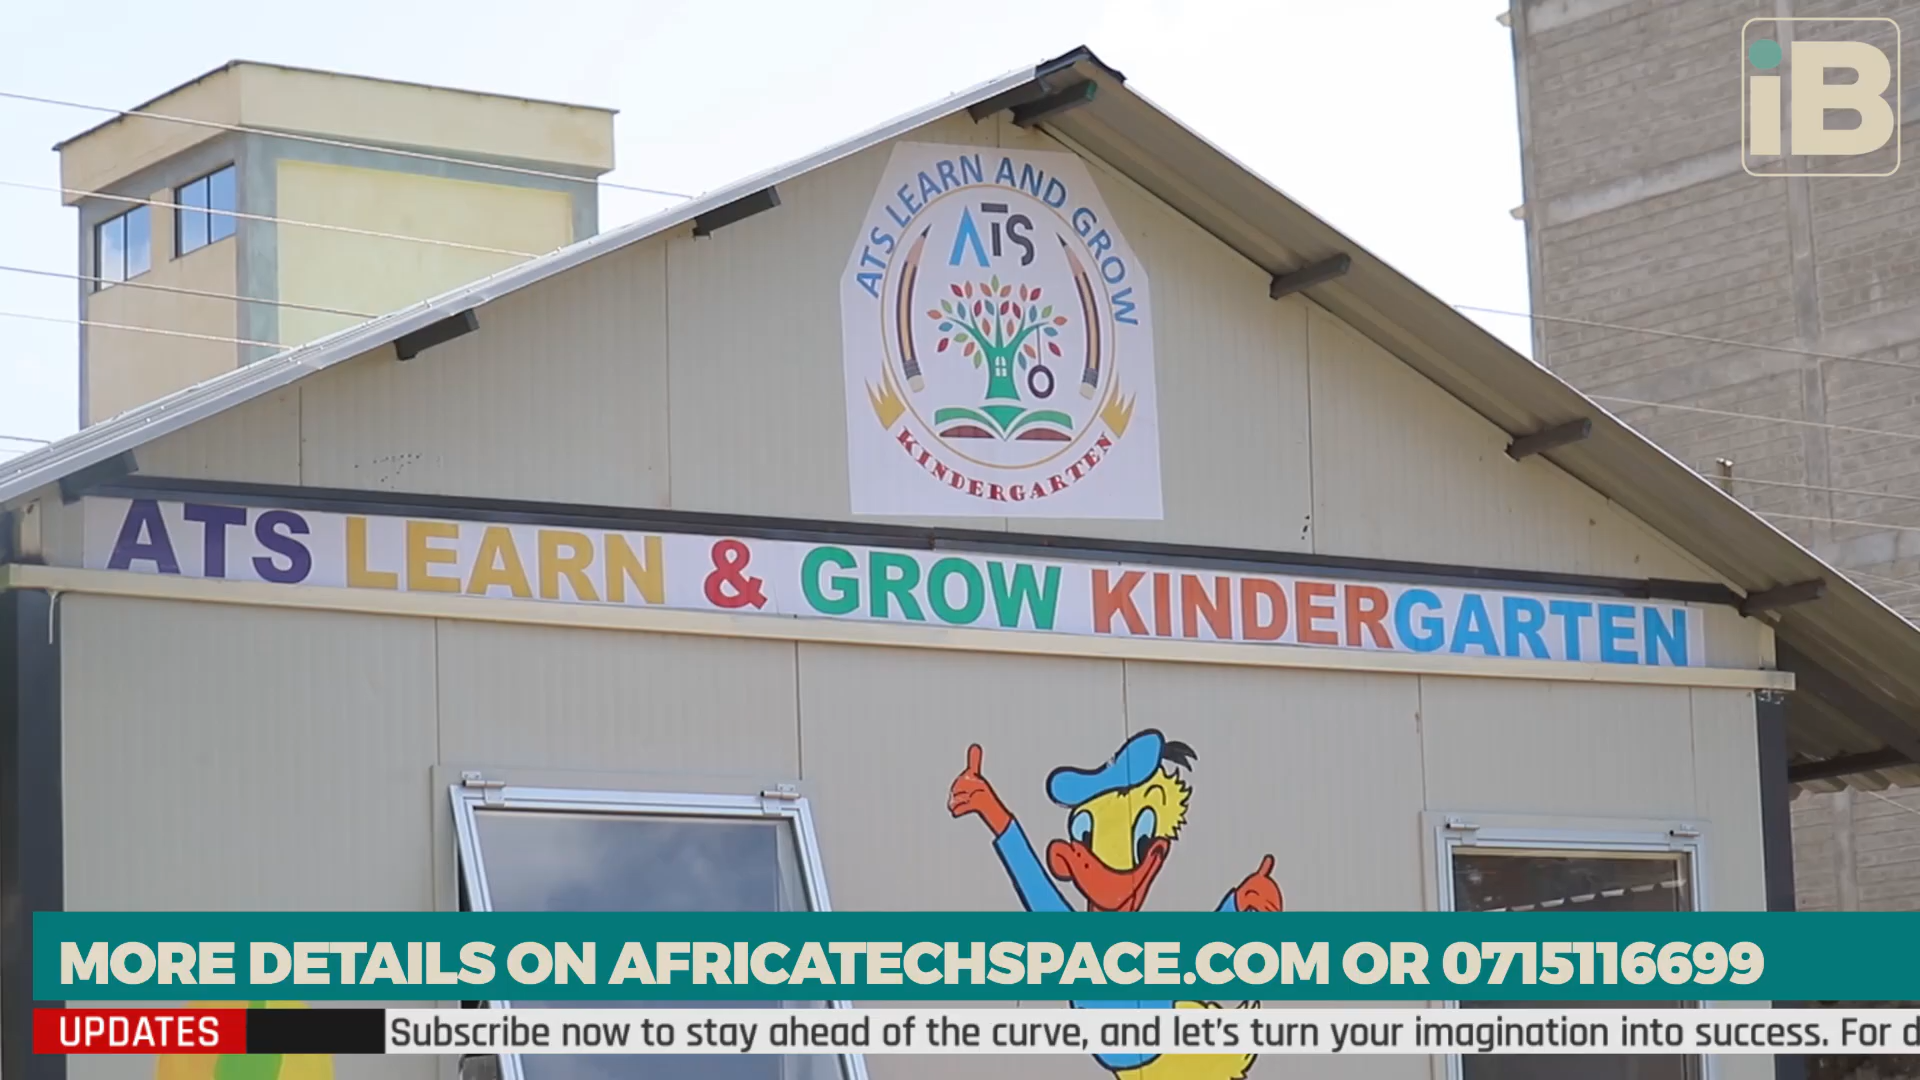 iB
ATS LEARN AND GROW
ATS
KINDERGARTEN
ATS LEARN & GROW KINDERGARTEN
MORE DETAILS ON AFRICATECHSPACE.COM OR 0715116699
UPDATES
Subscribe now to stay ahead of the curve, and let's turn your imagination into success. For d